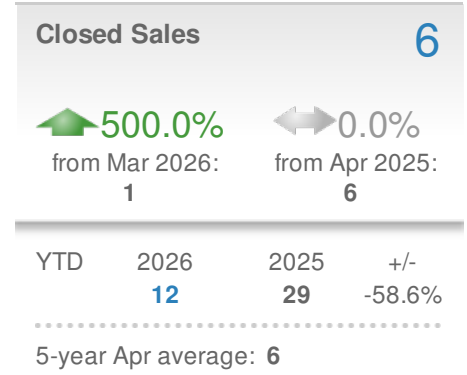 Closed Sales 6
500.0% 0.0%
from Mar 2026: from Apr 2025:
1 6
YTD 2026 2025 +/-
12 29 -58.6%
5-year Apr average: 6